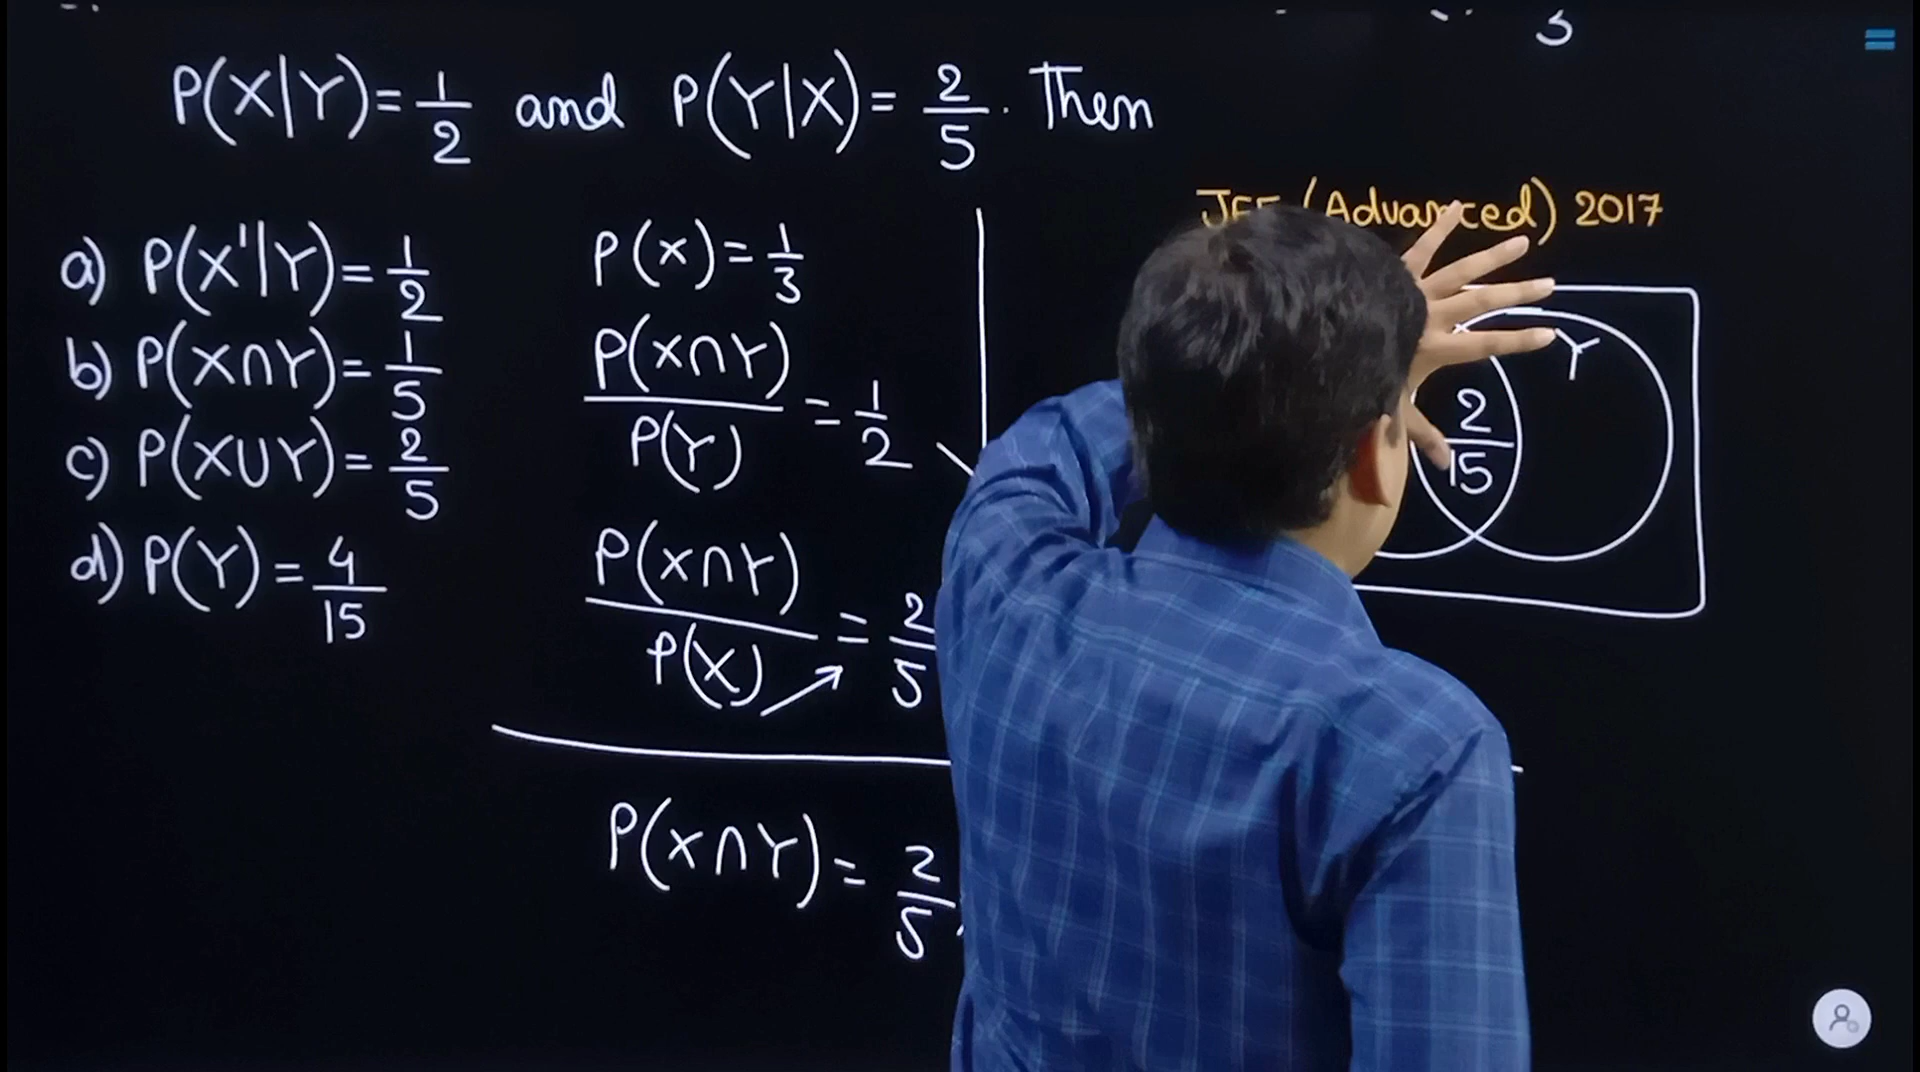 3
P(X|Y) = 1/2 and P(Y|X) = 2/5. Then
JEE (Advanced) 2017
a) P(X'|Y) = 1/2
b) P(X∩Y) = 1/5
c) P(X∪Y) = 2/5
d) P(Y) = 4/15
P(X) = 1/3
P(X∩Y)/P(Y) = 1/2
P(X∩Y)/P(X) = 2/5
P(X∩Y) = 2/5
Y
2/15